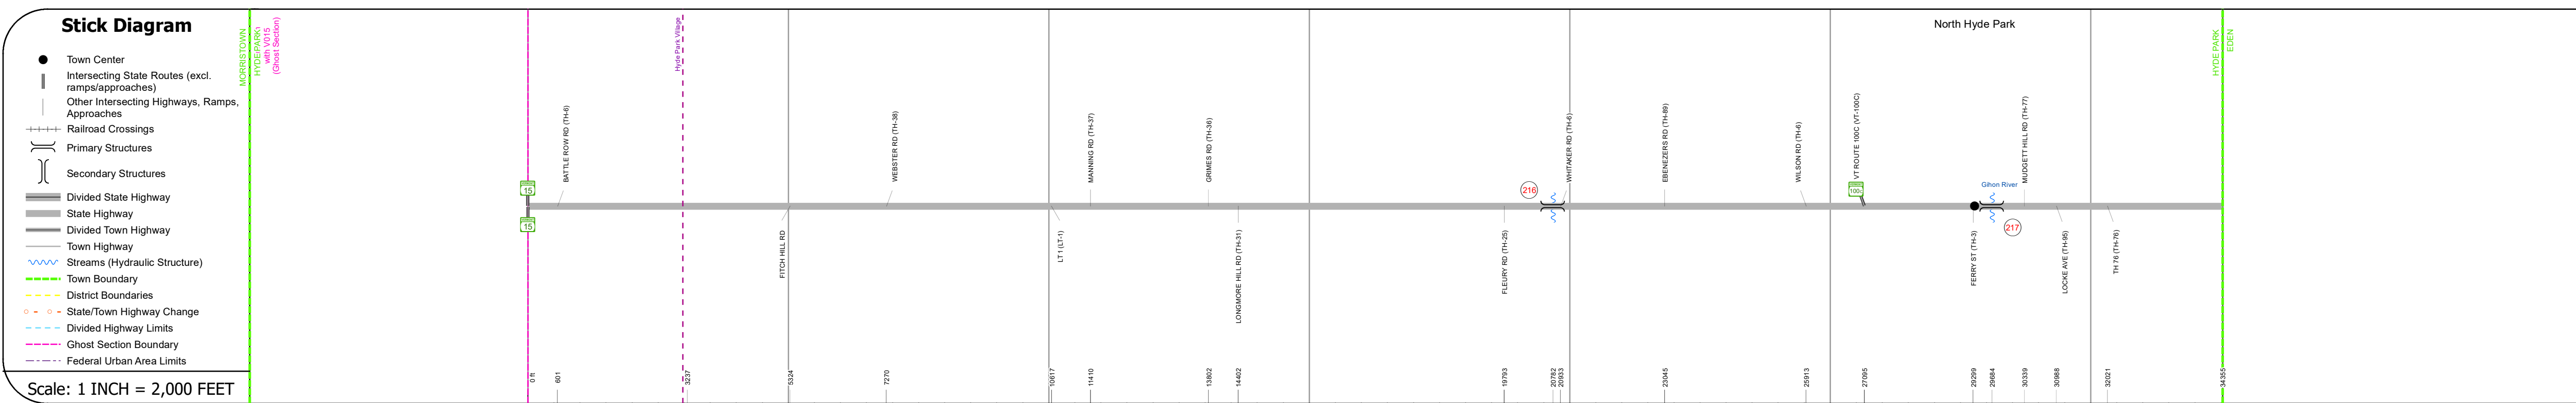 Stick Diagram
Town Center
Intersecting State Routes (excl.
ramps/approaches)
Other Intersecting Highways, Ramps,
Approaches
Railroad Crossings
Primary Structures
Secondary Structures
Divided State Highway
State Highway
Divided Town Highway
Town Highway
Streams (Hydraulic Structure)
Town Boundary
District Boundaries
State/Town Highway Change
Divided Highway Limits
Ghost Section Boundary
Federal Urban Area Limits
Scale: 1 INCH = 2,000 FEET
MORRISTOWN
HYDE PARK
with V015
(Ghost Section)
Hyde Park Village
North Hyde Park
HYDE PARK
EDEN
15
15
BATTLE ROW RD (TH-6)
FITCH HILL RD
WEBSTER RD (TH-38)
LT 1 (LT-1)
MANNING RD (TH-37)
GRIMES RD (TH-36)
LONGMORE HILL RD (TH-31)
FLEURY RD (TH-25)
216
WHITAKER RD (TH-6)
EBENEZERS RD (TH-89)
WILSON RD (TH-6)
VT ROUTE 100C (VT-100C)
100C
FERRY ST (TH-3)
Gihon River
217
MUDGETT HILL RD (TH-77)
LOCKE AVE (TH-95)
TH 76 (TH-76)
0 ft
601
3237
5324
7270
10617
11410
13802
14402
19793
20782
20933
23045
25913
27095
29299
29684
30339
30988
32021
34355